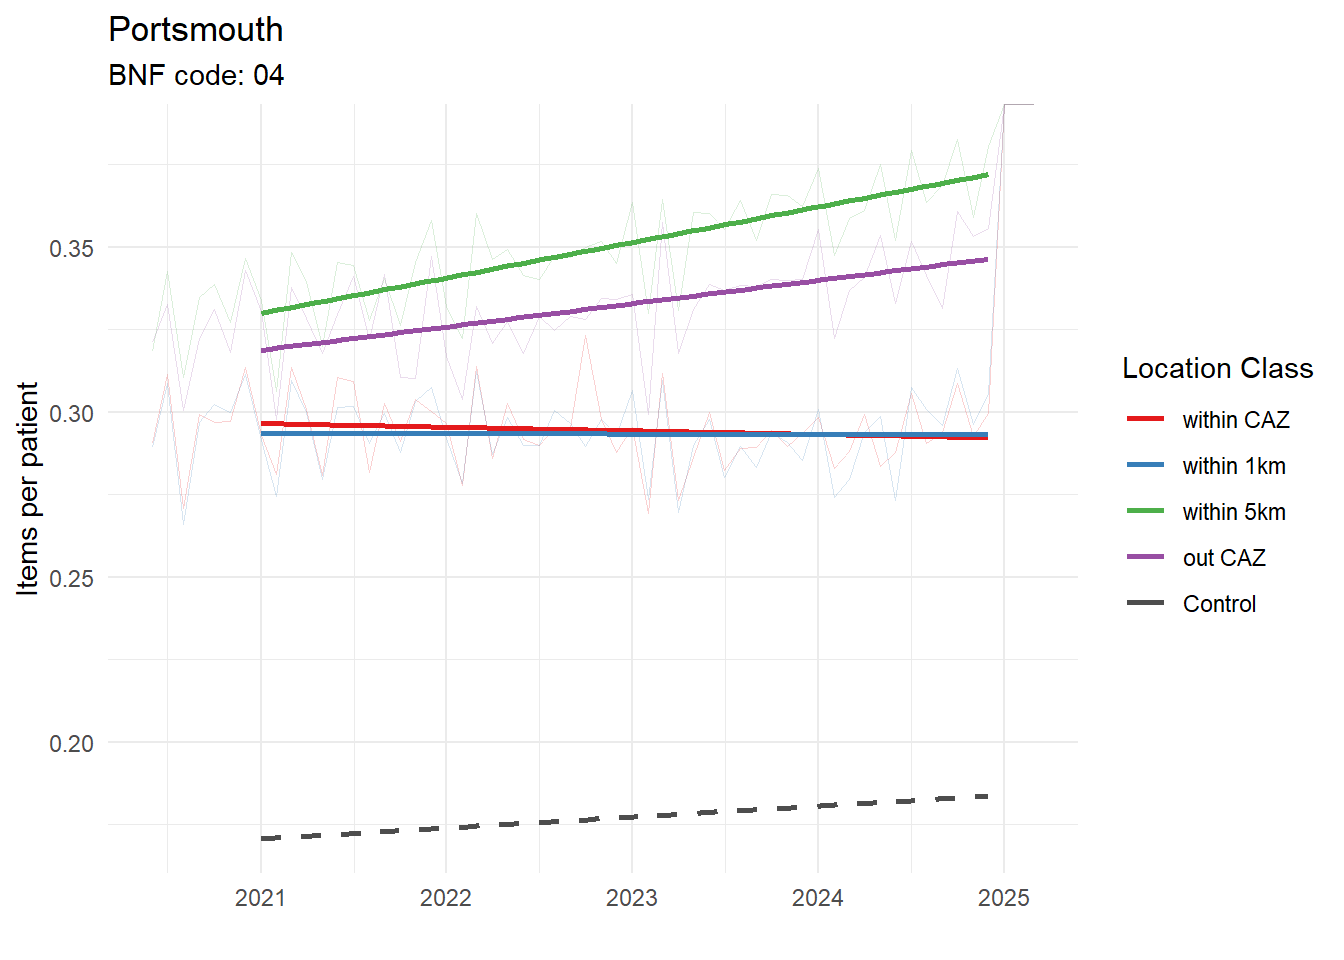 Portsmouth
BNF code: 04
Items per patient
0.35
0.30
0.25
0.20
2021
2022
2023
2024
2025
Location Class
within CAZ
within 1km
within 5km
out CAZ
Control